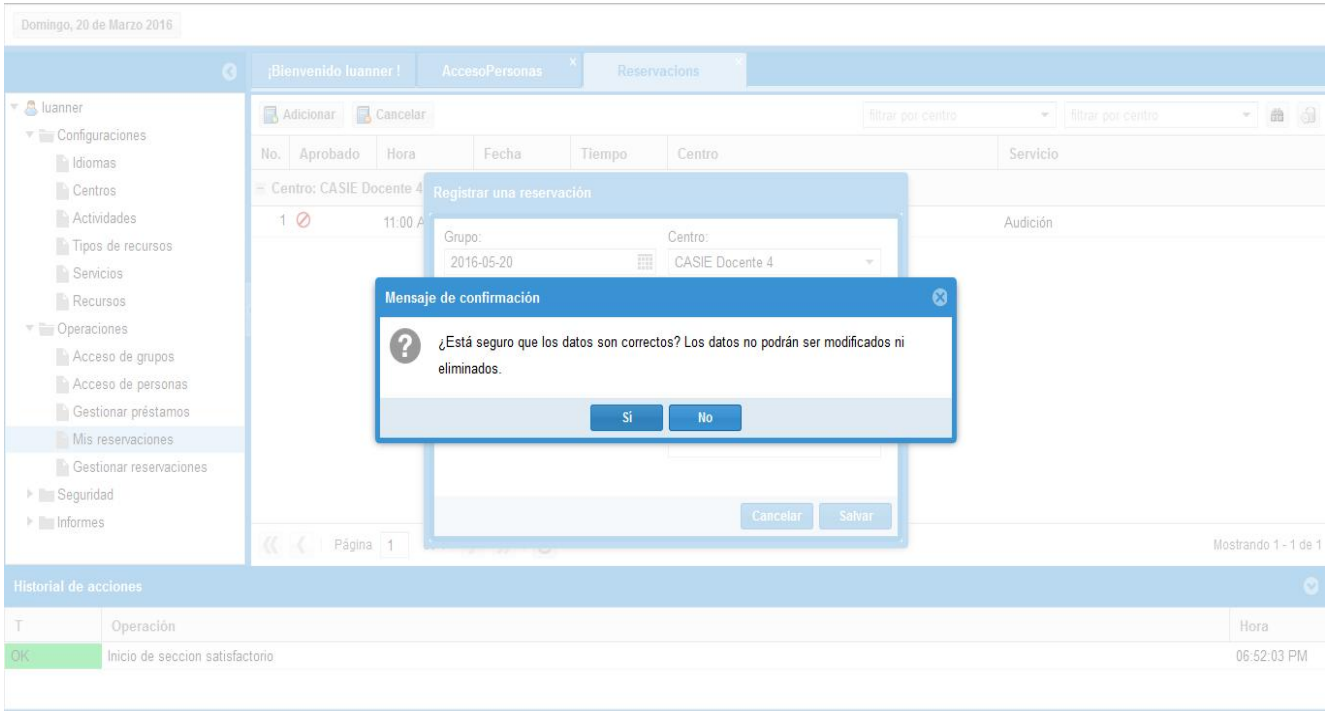 Domingo, 20 de Marzo 2016
¡Bienvenido luanner !
AccesoPersonas
Reservacions
luanner
Configuraciones
Idiomas
Centros
Actividades
Tipos de recursos
Servicios
Recursos
Operaciones
Acceso de grupos
Acceso de personas
Gestionar préstamos
Mis reservaciones
Gestionar reservaciones
Seguridad
Informes
Adicionar Cancelar filtrar por centro filtrar por centro
No. Aprobado Hora Fecha Tiempo Centro Servicio
Centro: CASIE Docente 4
1 11:00 A Audición
Registrar una reservación
Grupo: Centro:
2016-05-20 CASIE Docente 4
Mensaje de confirmación
¿Está seguro que los datos son correctos? Los datos no podrán ser modificados ni
eliminados.
Sí No
Cancelar Salvar
Página 1
Mostrando 1 - 1 de 1
Historial de acciones
T Operación Hora
OK Inicio de seccion satisfactorio 06:52:03 PM